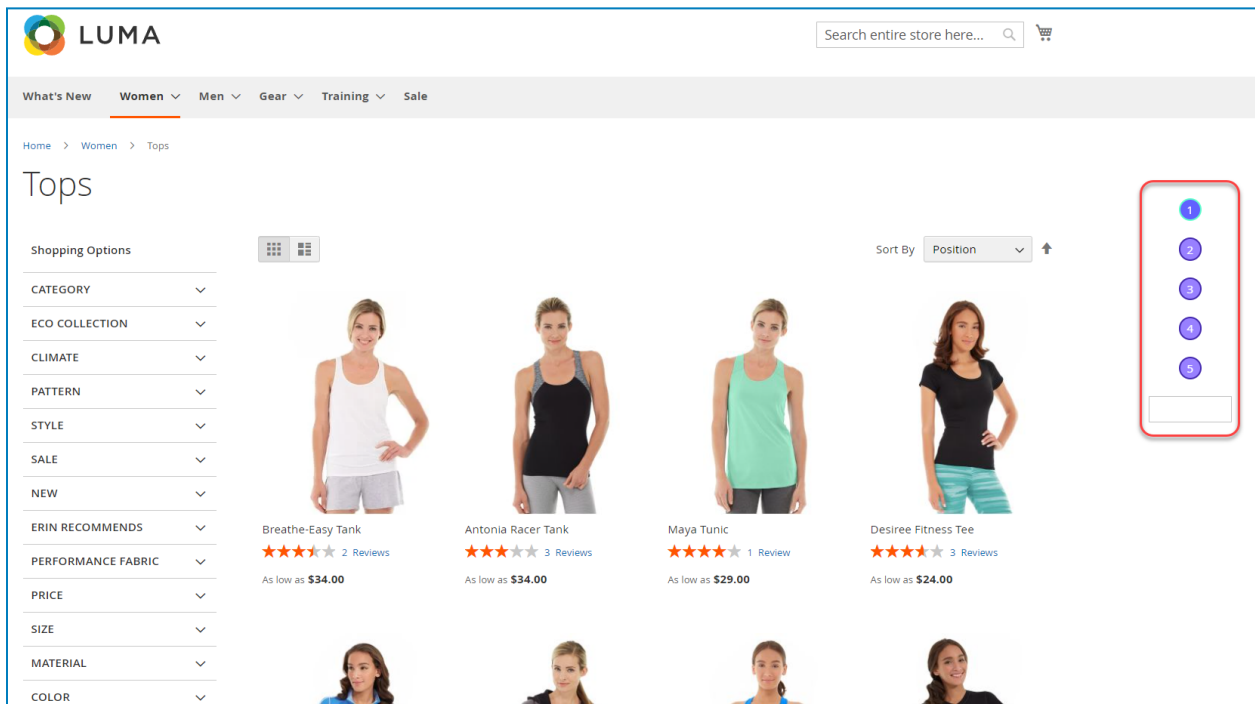 LUMA
Search entire store here...
What's New Women Men Gear Training Sale
Home > Women > Tops
Tops
Shopping Options
Sort By Position
CATEGORY
ECO COLLECTION
CLIMATE
PATTERN
STYLE
SALE
NEW
ERIN RECOMMENDS
PERFORMANCE FABRIC
PRICE
SIZE
MATERIAL
COLOR
Breathe-Easy Tank
2 Reviews
As low as $34.00
Antonia Racer Tank
3 Reviews
As low as $34.00
Maya Tunic
1 Review
As low as $29.00
Desiree Fitness Tee
3 Reviews
As low as $24.00
1
2
3
4
5